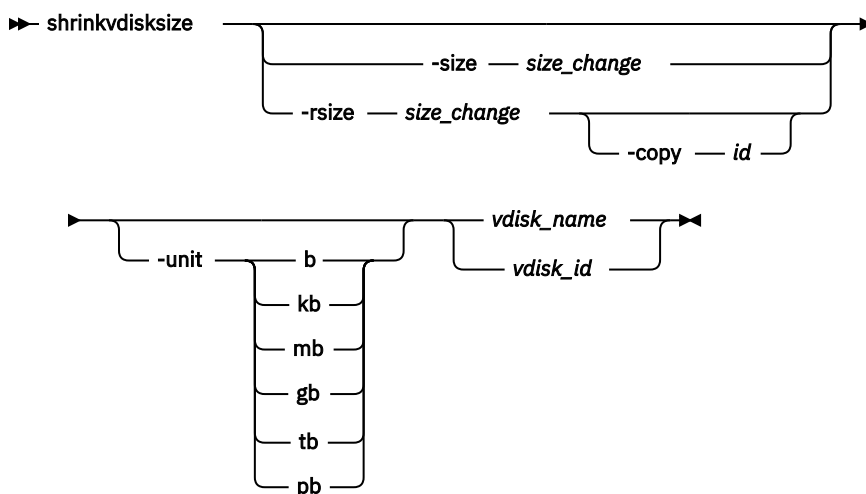 shrinkvdisksize
-size size_change
-rsize size_change
-copy id
vdisk_name
-unit b
vdisk_id
kb
mb
gb
tb
pb